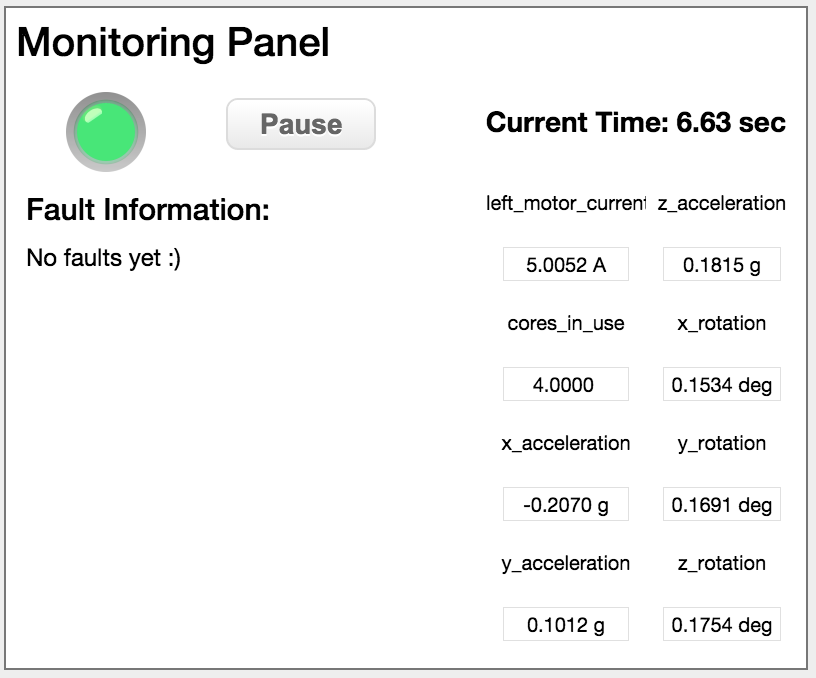 Monitoring Panel
Pause
Current Time: 6.63 sec
Fault Information:
No faults yet :)
left_motor_current z_acceleration
5.0052 A 0.1815 g
cores_in_use x_rotation
4.0000 0.1534 deg
x_acceleration y_rotation
-0.2070 g 0.1691 deg
y_acceleration z_rotation
0.1012 g 0.1754 deg